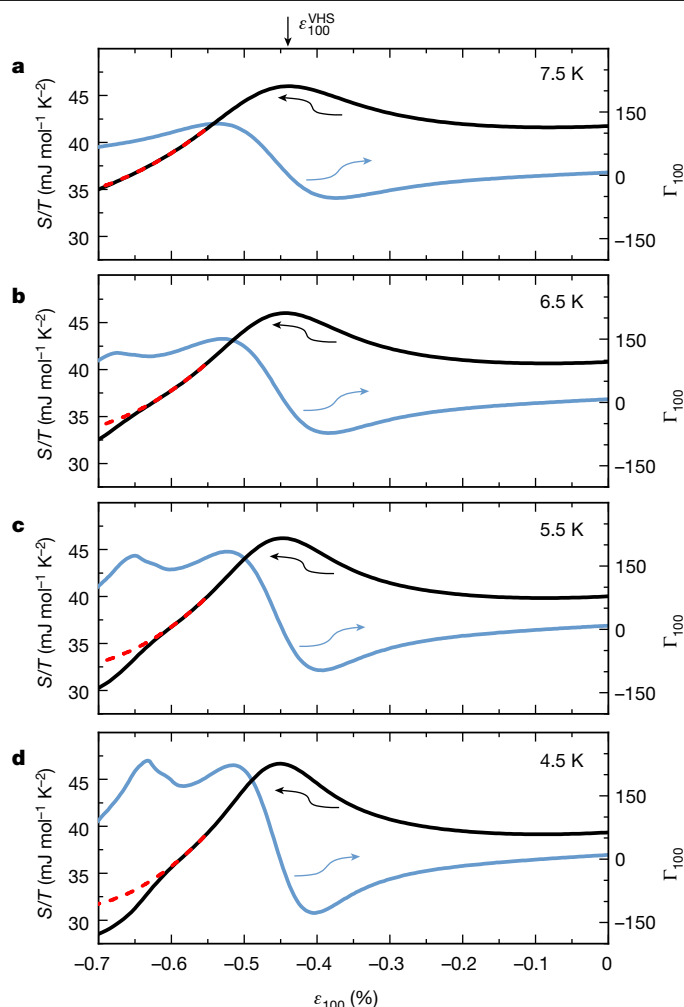 ε₁₀₀^VHS
a
7.5 K
45
40
35
30
S/T (mJ mol⁻¹ K⁻²)
150
0
−150
Γ₁₀₀
b
6.5 K
45
40
35
30
S/T (mJ mol⁻¹ K⁻²)
150
0
−150
Γ₁₀₀
c
5.5 K
45
40
35
30
S/T (mJ mol⁻¹ K⁻²)
150
0
−150
Γ₁₀₀
d
4.5 K
45
40
35
30
S/T (mJ mol⁻¹ K⁻²)
150
0
−150
Γ₁₀₀
−0.7 −0.6 −0.5 −0.4 −0.3 −0.2 −0.1 0
ε₁₀₀ (%)